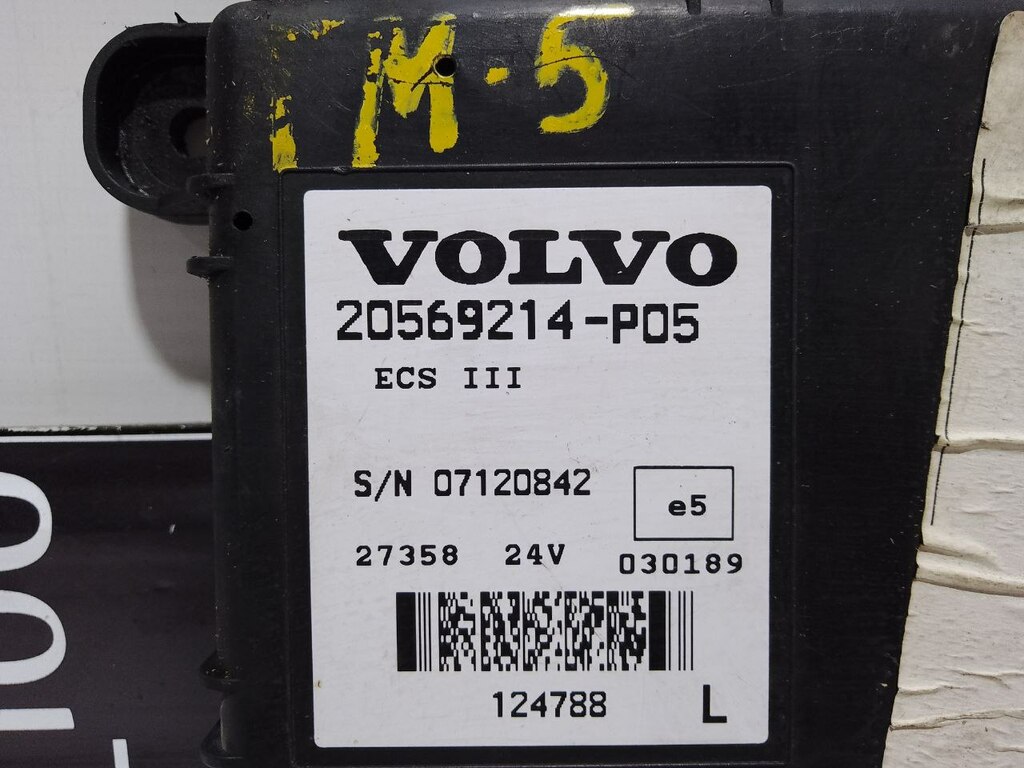 M-5
VOLVO
20569214-P05
ECS III
S/N 07120842
e5
27358 24V 030189
124788 L